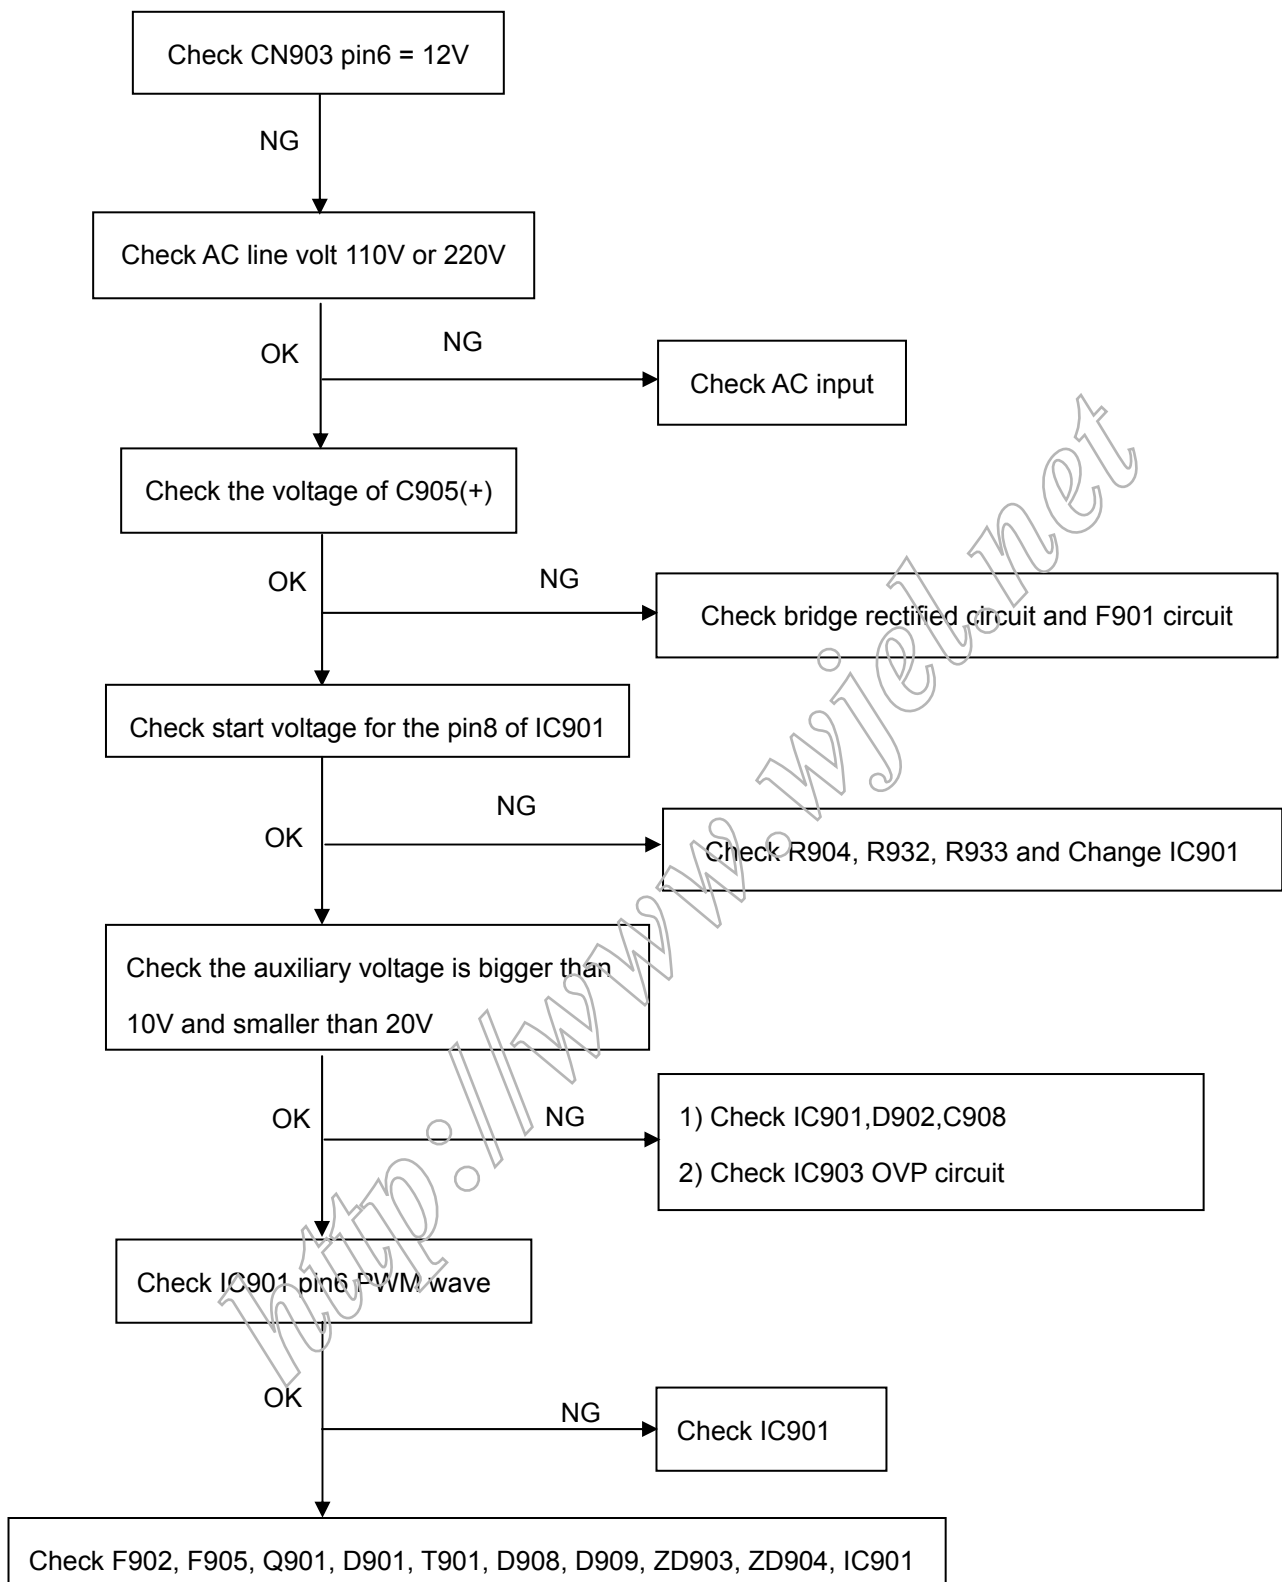 Check CN903 pin6 = 12V
NG
Check AC line volt 110V or 220V
OK
NG
Check AC input
Check the voltage of C905(+)
OK
NG
Check bridge rectified circuit and F901 circuit
Check start voltage for the pin8 of IC901
NG
OK
Check R904, R932, R933 and Change IC901
Check the auxiliary voltage is bigger than
10V and smaller than 20V
OK
NG
1) Check IC901,D902,C908
2) Check IC903 OVP circuit
Check IC901 pin6 PWM wave
OK
NG
Check IC901
Check F902, F905, Q901, D901, T901, D908, D909, ZD903, ZD904, IC901
http://www.wjel.net